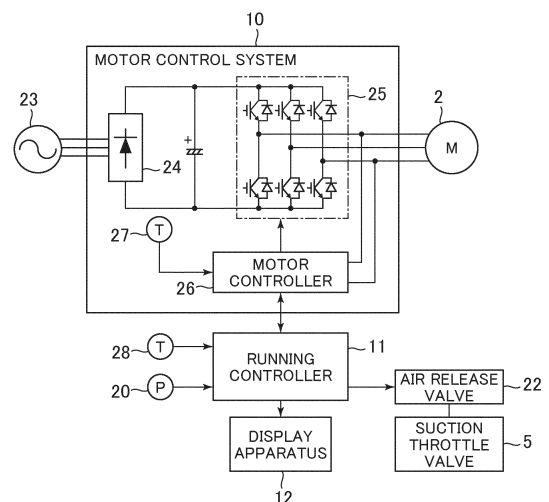 10
MOTOR CONTROL SYSTEM
23
24
+
25
2
M
27
T
26
MOTOR
CONTROLLER
28
T
20
P
RUNNING
CONTROLLER
11
AIR RELEASE
VALVE
22
SUCTION
THROTTLE
VALVE
5
DISPLAY
APPARATUS
12